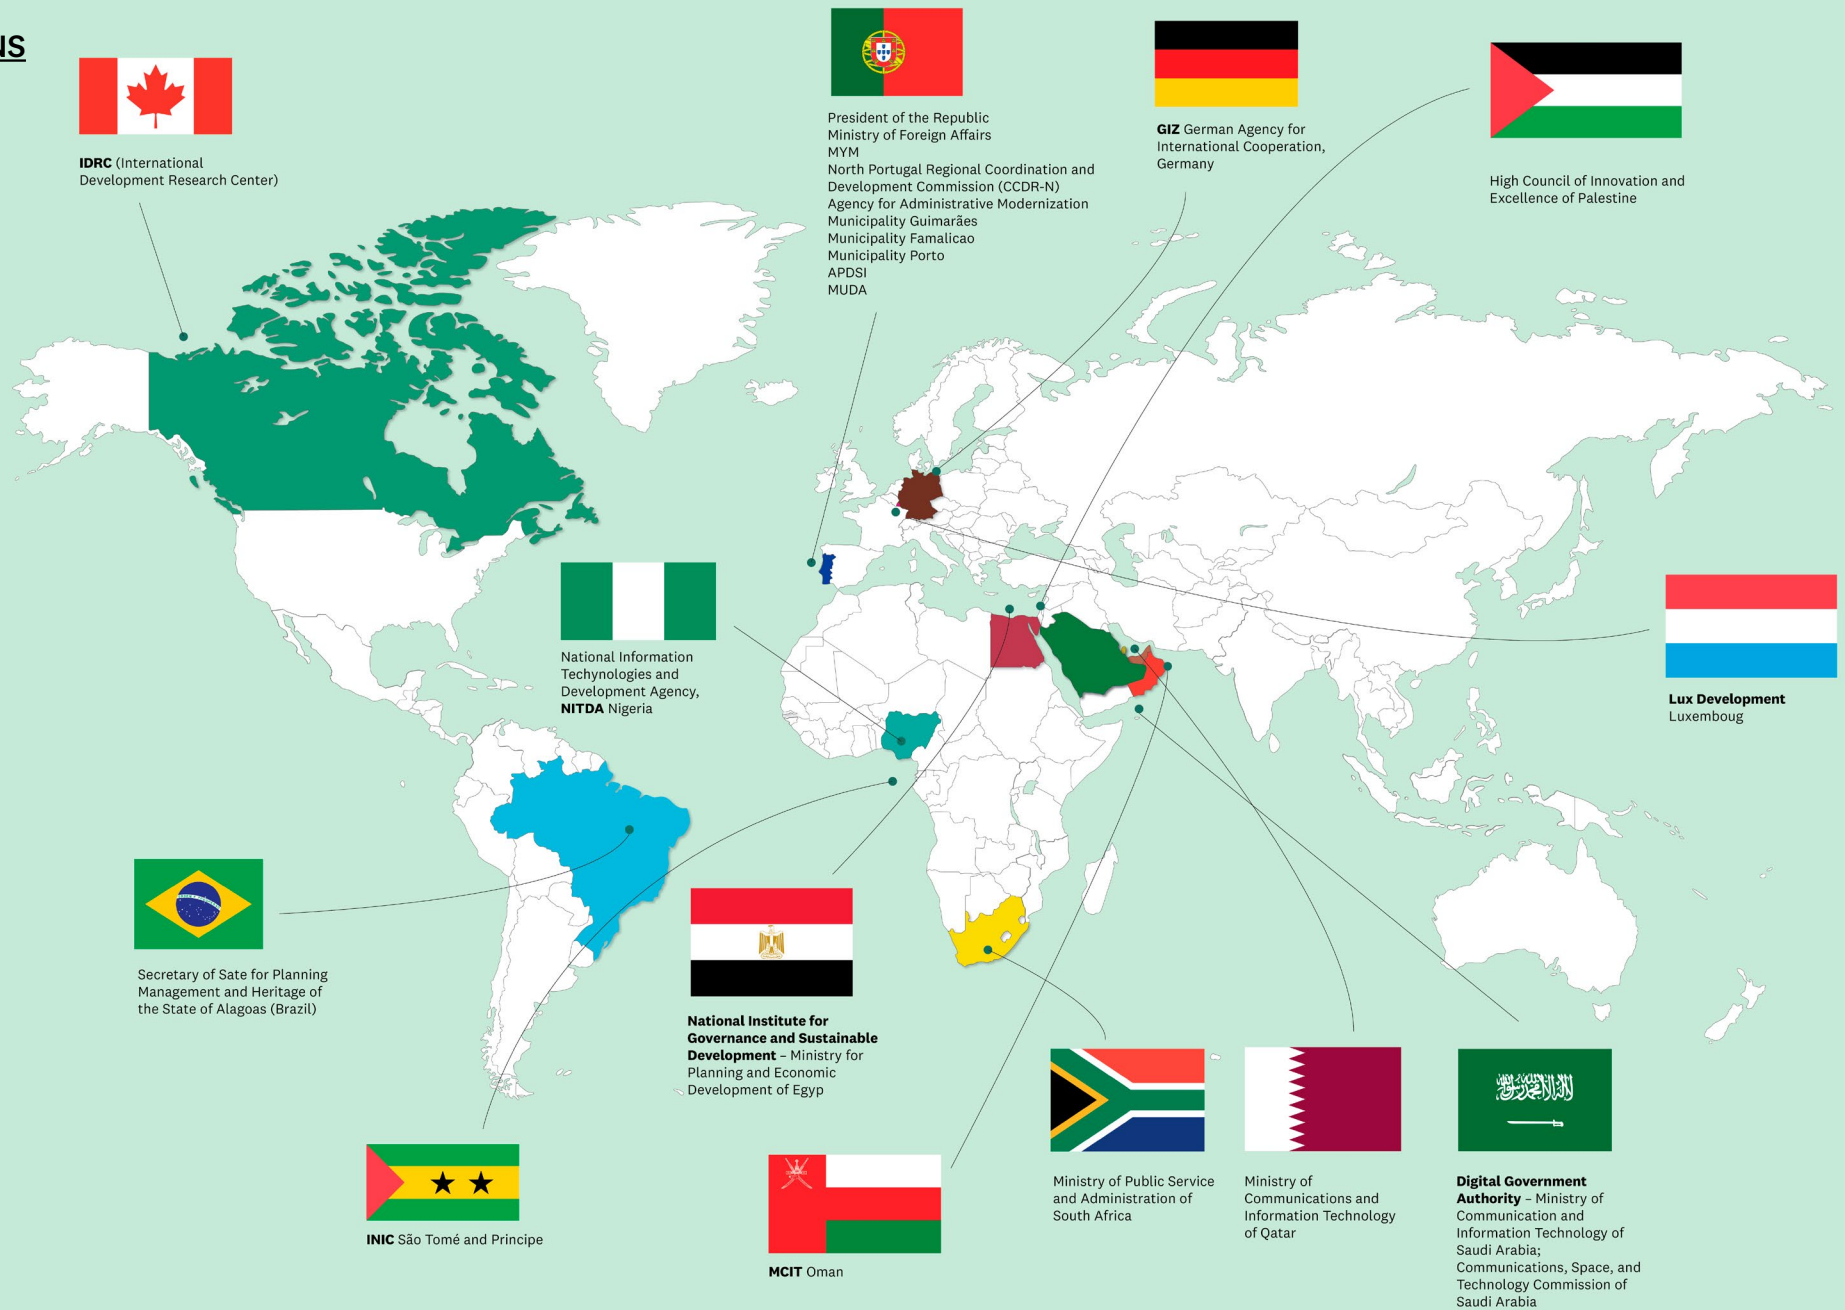 NS
IDRC (International
Development Research Center)
President of the Republic
Ministry of Foreign Affairs
MYM
North Portugal Regional Coordination and
Development Commission (CCDR-N)
Agency for Administrative Modernization
Municipality Guimarães
Municipality Famalicao
Municipality Porto
APDSI
MUDA
GIZ German Agency for
International Cooperation,
Germany
High Council of Innovation and
Excellence of Palestine
National Information
Techynologies and
Development Agency,
NITDA Nigeria
Lux Development
Luxemboug
Secretary of Sate for Planning
Management and Heritage of
the State of Alagoas (Brazil)
National Institute for
Governance and Sustainable
Development – Ministry for
Planning and Economic
Development of Egyp
INIC São Tomé and Principe
MCIT Oman
Ministry of Public Service
and Administration of
South Africa
Ministry of
Communications and
Information Technology
of Qatar
Digital Government
Authority – Ministry of
Communication and
Information Technology of
Saudi Arabia;
Communications, Space, and
Technology Commission of
Saudi Arabia